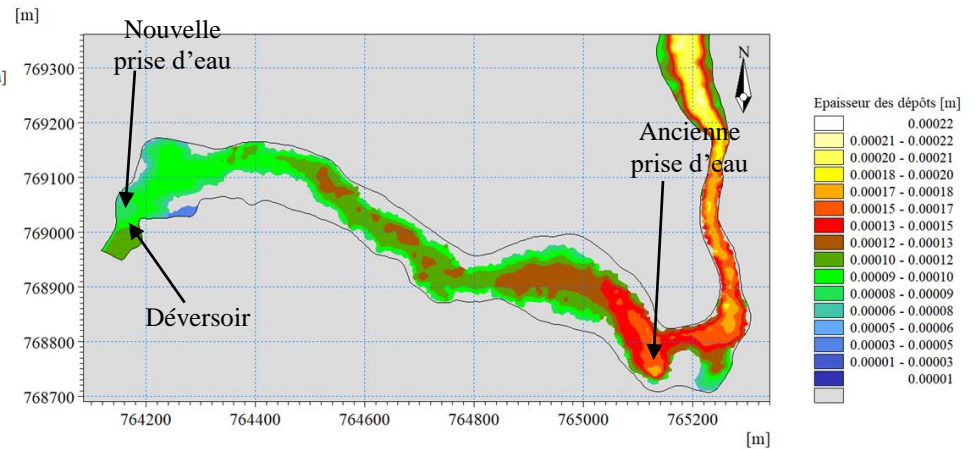 [m]
Nouvelle
prise d'eau
769300
769200
769100
769000
768900
768800
768700
N
Ancienne
prise d'eau
Déversoir
764200
764400
764600
764800
765000
765200
[m]
Epaisseur des dépôts [m]
0.00022
0.00021 - 0.00022
0.00020 - 0.00021
0.00018 - 0.00020
0.00017 - 0.00018
0.00015 - 0.00017
0.00013 - 0.00015
0.00012 - 0.00013
0.00010 - 0.00012
0.00009 - 0.00010
0.00008 - 0.00009
0.00006 - 0.00008
0.00005 - 0.00006
0.00003 - 0.00005
0.00001 - 0.00003
0.00001